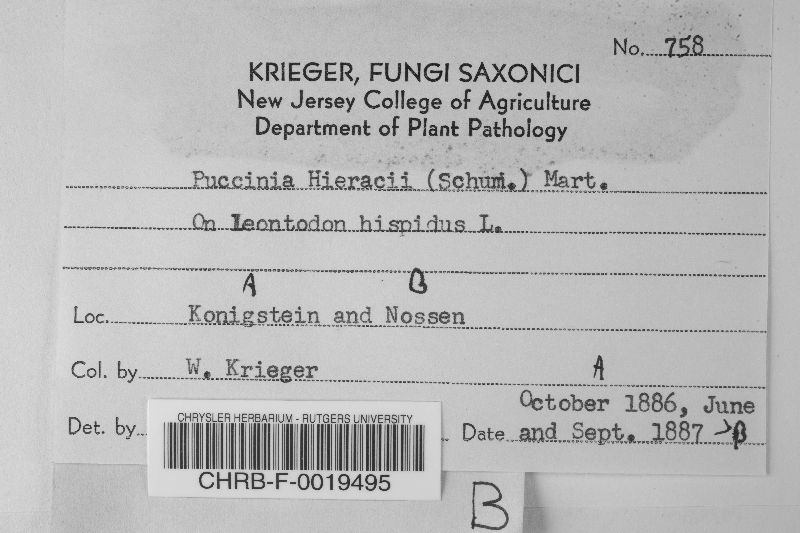 No. 758
KRIEGER, FUNGI SAXONICI
New Jersey College of Agriculture
Department of Plant Pathology
Puccinia Hieracii (Schum.) Mart.
On Leontodon hispidus L.
A B
Loc. Konigstein and Nossen
Col. by W. Krieger
A
October 1886, June
Det. by
Date and Sept. 1887 → B
CHRYSLER HERBARIUM - RUTGERS UNIVERSITY
CHRB-F-0019495
B